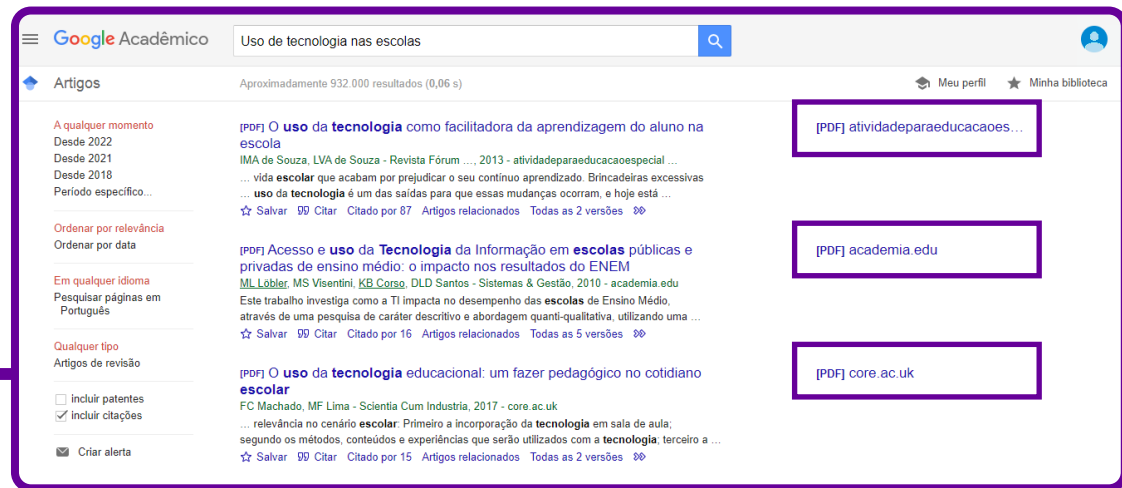 Google Acadêmico
Uso de tecnologia nas escolas
Artigos
Aproximadamente 932.000 resultados (0,06 s)
Meu perfil
Minha biblioteca
A qualquer momento
Desde 2022
Desde 2021
Desde 2018
Período específico...
Ordenar por relevância
Ordenar por data
Em qualquer idioma
Pesquisar páginas em
Português
Qualquer tipo
Artigos de revisão
incluir patentes
incluir citações
Criar alerta
[PDF] O uso da tecnologia como facilitadora da aprendizagem do aluno na
escola
IMA de Souza, LVA de Souza - Revista Fórum …, 2013 - atividadeparaeducacaoespecial …
… vida escolar que acabam por prejudicar o seu contínuo aprendizado. Brincadeiras excessivas
… uso da tecnologia é um das saídas para que essas mudanças ocorram, e hoje está …
Salvar Citar Citado por 87 Artigos relacionados Todas as 2 versões
[PDF] atividadeparaeducacaoes…
[PDF] Acesso e uso da Tecnologia da Informação em escolas públicas e
privadas de ensino médio: o impacto nos resultados do ENEM
ML Löbler, MS Visentini, KB Corso, DLD Santos - Sistemas & Gestão, 2010 - academia.edu
Este trabalho investiga como a TI impacta no desempenho das escolas de Ensino Médio,
através de uma pesquisa de caráter descritivo e abordagem quanti-qualitativa, utilizando uma …
Salvar Citar Citado por 16 Artigos relacionados Todas as 5 versões
[PDF] academia.edu
[PDF] O uso da tecnologia educacional: um fazer pedagógico no cotidiano
escolar
FC Machado, MF Lima - Scientia Cum Industria, 2017 - core.ac.uk
… relevância no cenário escolar: Primeiro a incorporação da tecnologia em sala de aula;
segundo os métodos, conteúdos e experiências que serão utilizados com a tecnologia; terceiro a …
Salvar Citar Citado por 15 Artigos relacionados Todas as 2 versões
[PDF] core.ac.uk